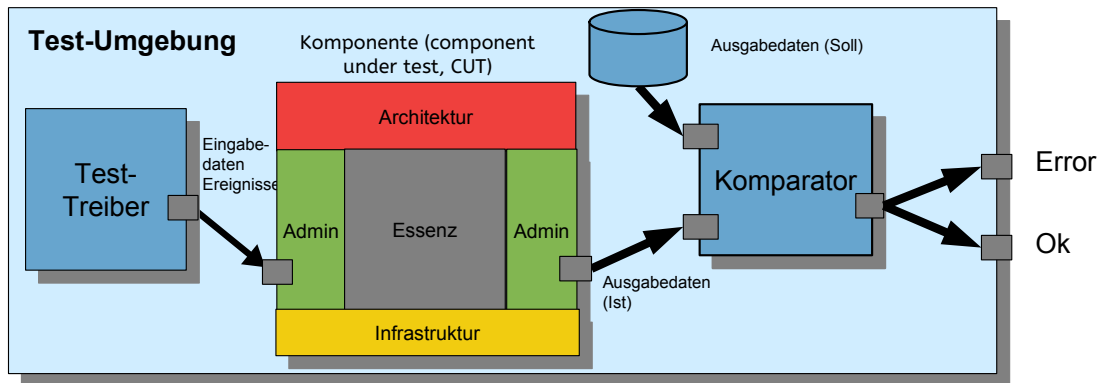 Test-Umgebung
Komponente (component
under test, CUT)
Ausgabedaten (Soll)
Architektur
Test-
Treiber
Eingabe-
daten
Ereignisse
Admin
Essenz
Admin
Komparator
Error
Ok
Ausgabedaten
(Ist)
Infrastruktur